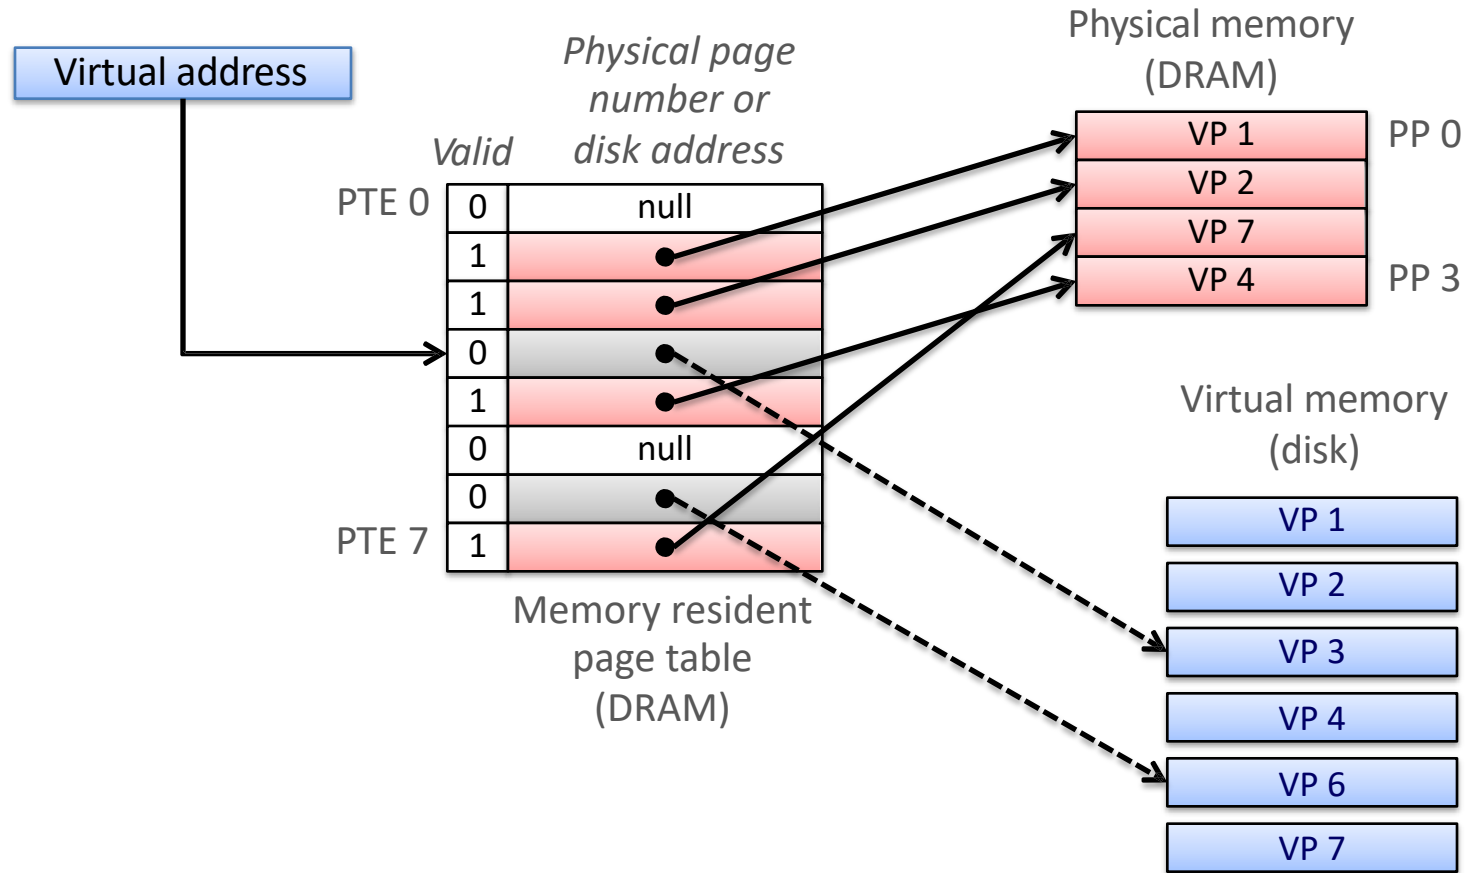 Virtual address
Physical page
number or
disk address
Valid
PTE 0
0 null
1
1
0
1
0 null
0
PTE 7 1
Memory resident
page table
(DRAM)
Physical memory
(DRAM)
VP 1 PP 0
VP 2
VP 7
VP 4 PP 3
Virtual memory
(disk)
VP 1
VP 2
VP 3
VP 4
VP 6
VP 7